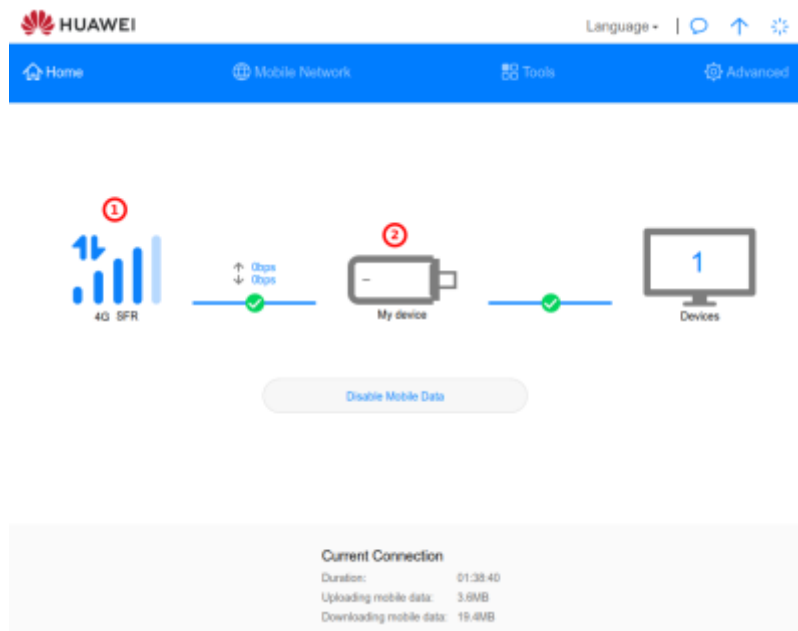 HUAWEI
Language
Home
Mobile Network
Tools
Advanced
1
2
0bps
0bps
1
4G SFR
My device
Devices
Disable Mobile Data
Current Connection
Duration: 01:38:40
Uploading mobile data: 3.6MB
Downloading mobile data: 19.4MB